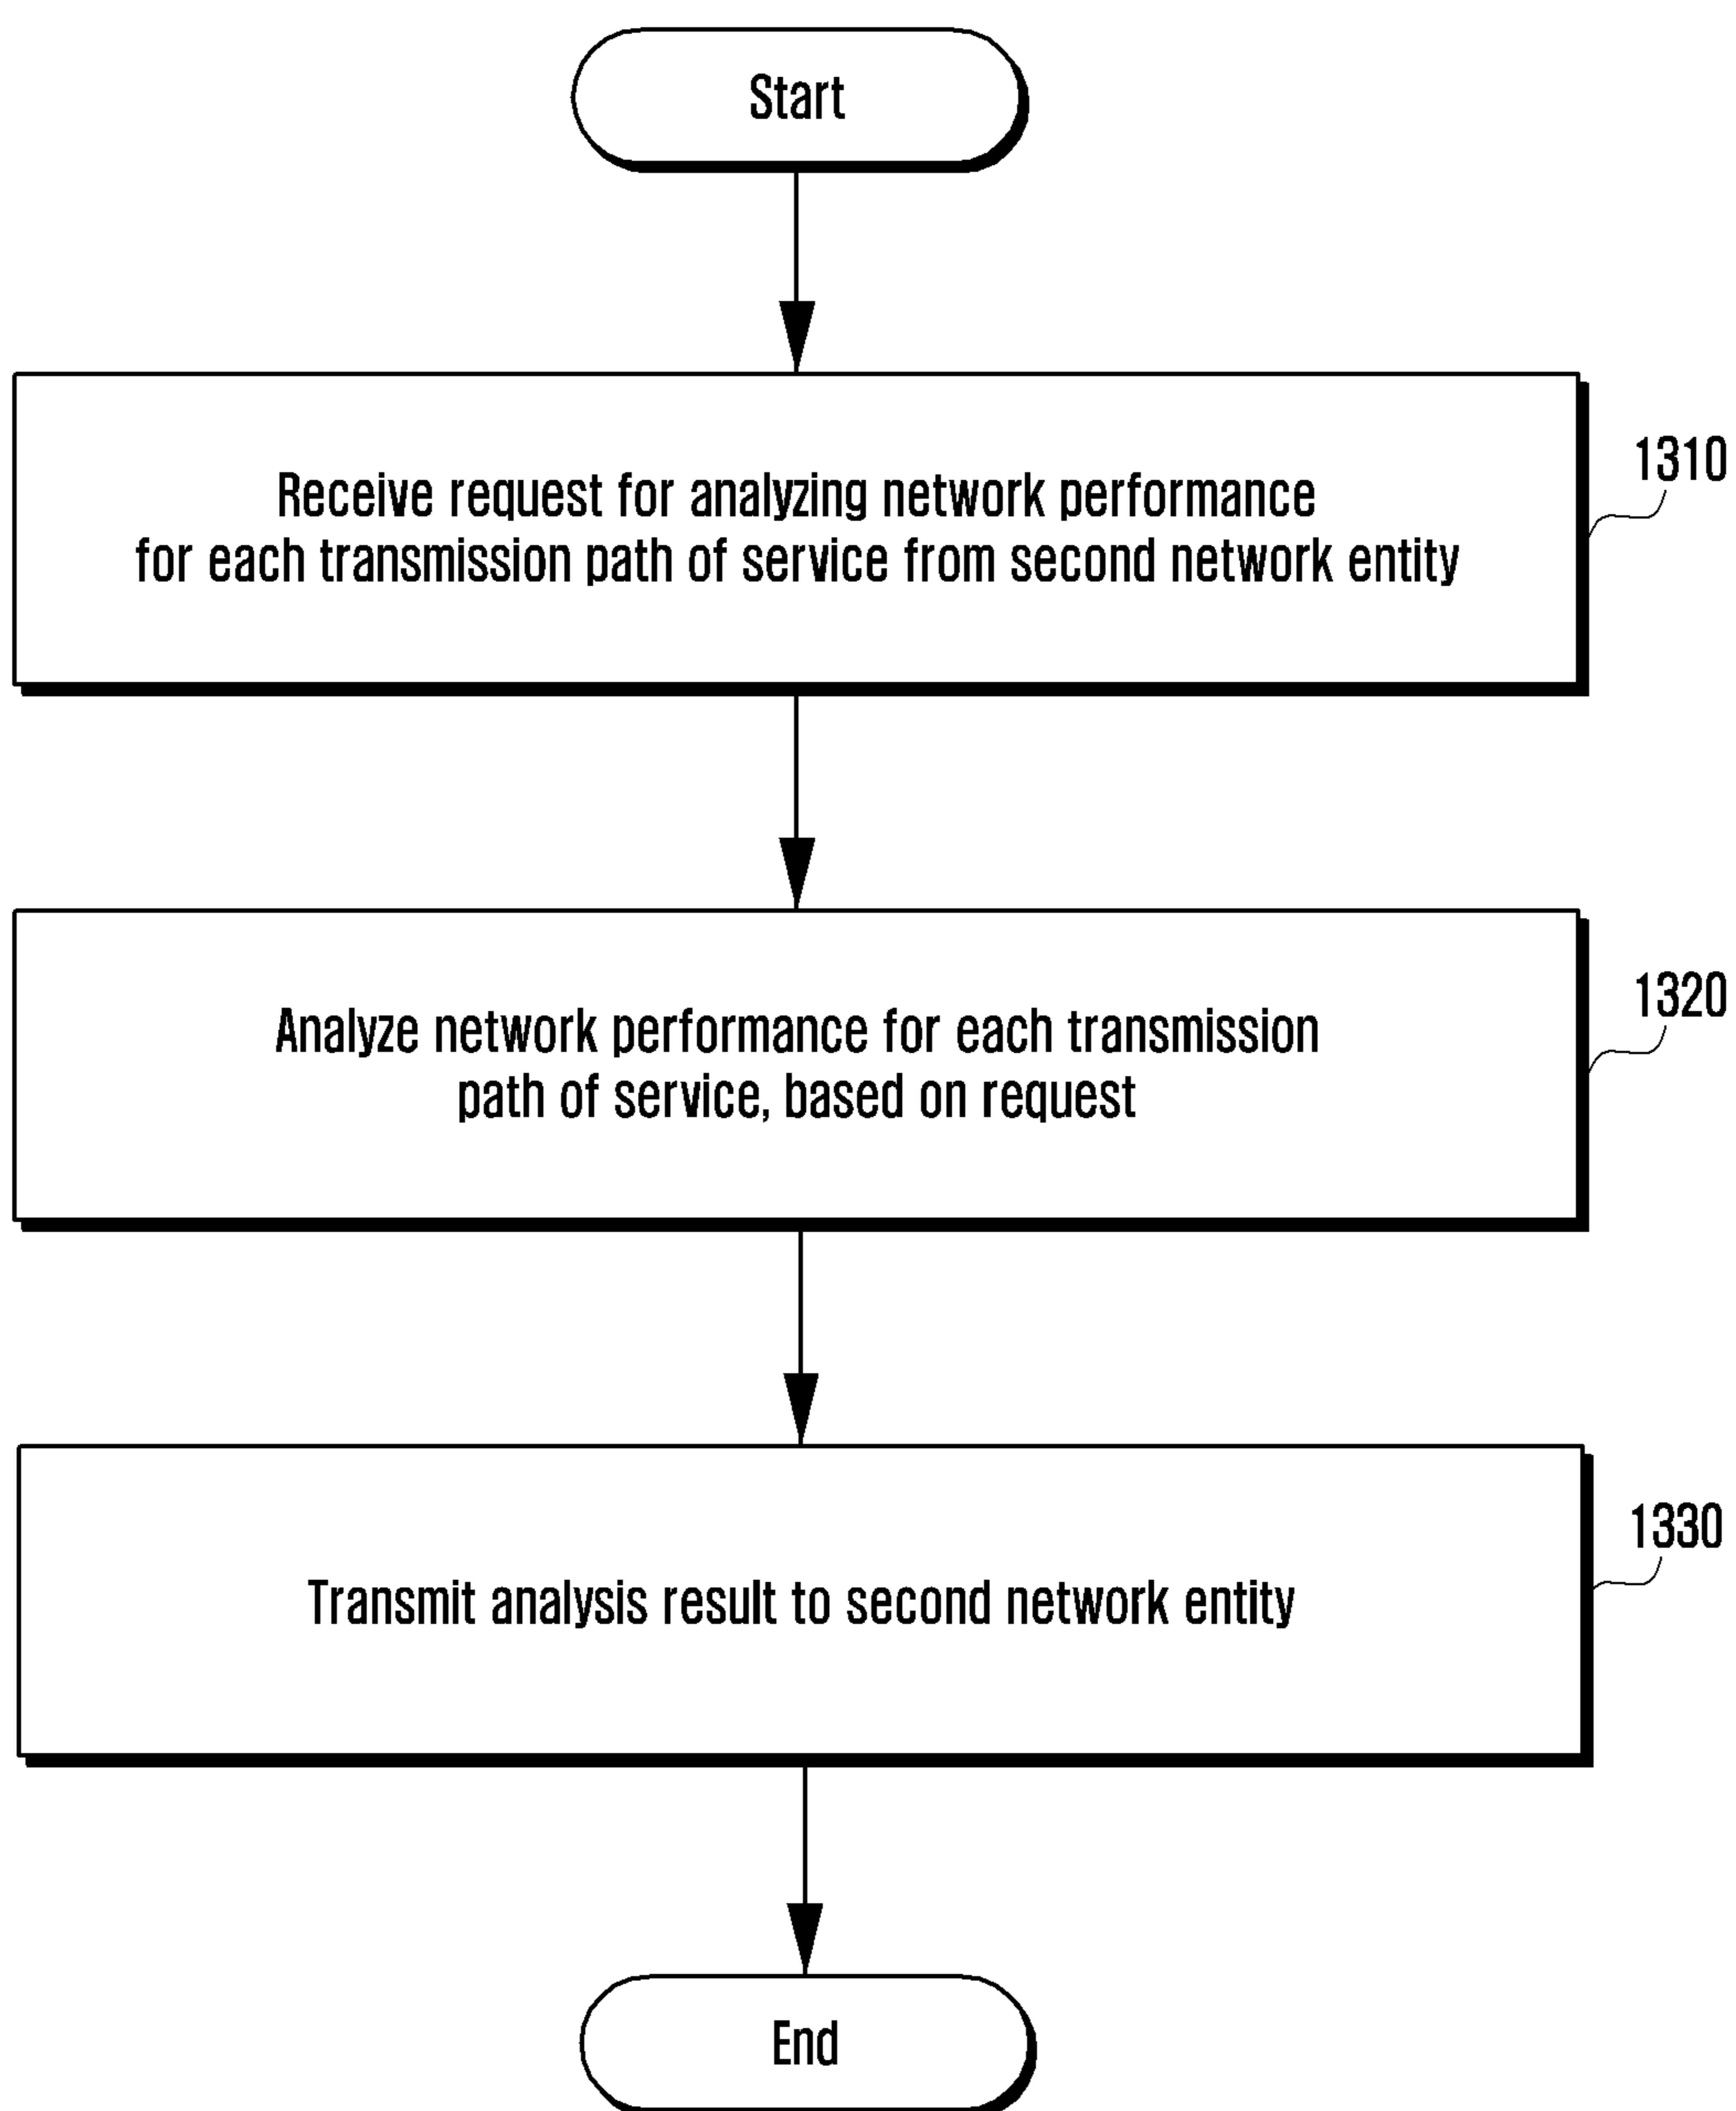 Start
Receive request for analyzing network performance
for each transmission path of service from second network entity
1310
Analyze network performance for each transmission
path of service, based on request
1320
Transmit analysis result to second network entity
1330
End